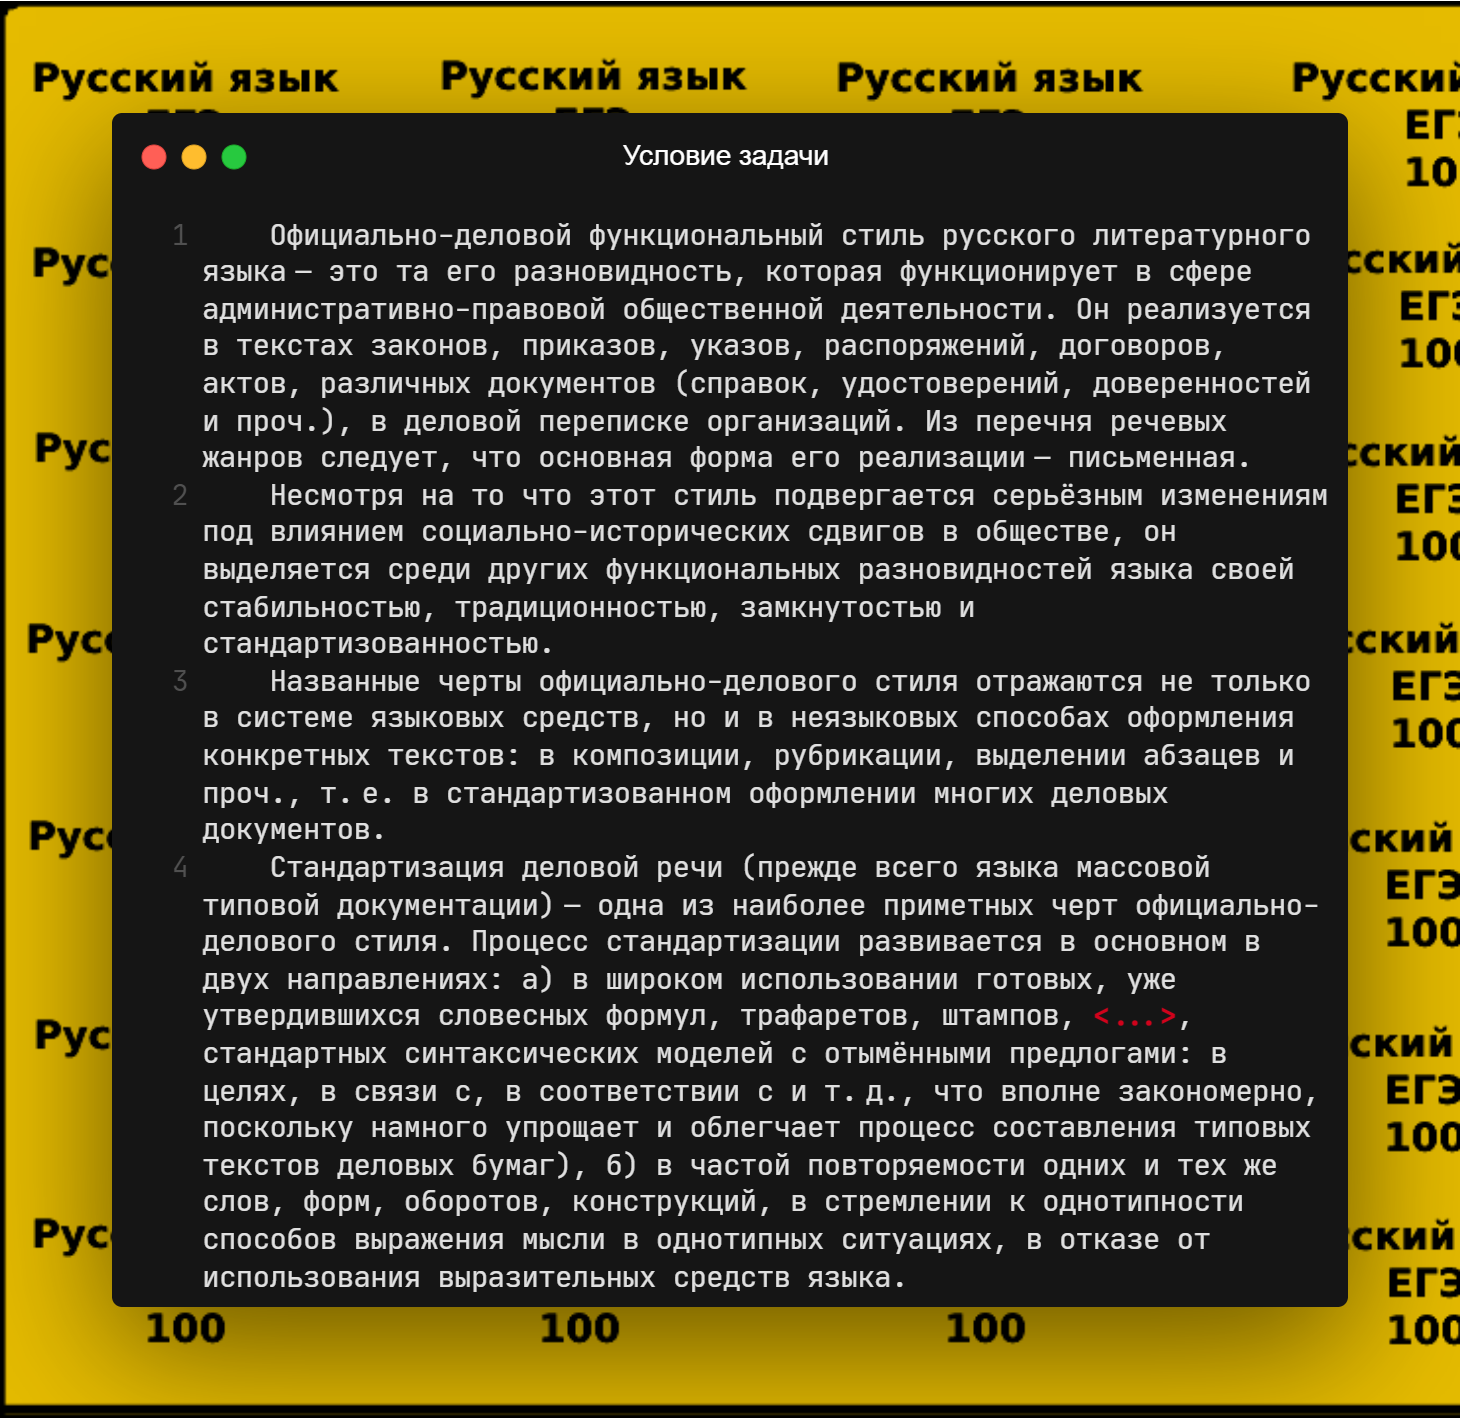 Русский язык Русский язык Русский язык Русский
100
Условие задачи
1 Официально-деловой функциональный стиль русского литературного
языка — это та его разновидность, которая функционирует в сфере
административно-правовой общественной деятельности. Он реализуется
в текстах законов, приказов, указов, распоряжений, договоров,
актов, различных документов (справок, удостоверений, доверенностей
и проч.), в деловой переписке организаций. Из перечня речевых
жанров следует, что основная форма его реализации — письменная.
2 Несмотря на то что этот стиль подвергается серьёзным изменениям
под влиянием социально-исторических сдвигов в обществе, он
выделяется среди других функциональных разновидностей языка своей
стабильностью, традиционностью, замкнутостью и
стандартизованностью.
3 Названные черты официально-делового стиля отражаются не только
в системе языковых средств, но и в неязыковых способах оформления
конкретных текстов: в композиции, рубрикации, выделении абзацев и
проч., т. е. в стандартизованном оформлении многих деловых
документов.
4 Стандартизация деловой речи (прежде всего языка массовой
типовой документации) — одна из наиболее приметных черт официально-
делового стиля. Процесс стандартизации развивается в основном в
двух направлениях: а) в широком использовании готовых, уже
утвердившихся словесных формул, трафаретов, штампов, <...>,
стандартных синтаксических моделей с отымёнными предлогами: в
целях, в связи с, в соответствии с и т. д., что вполне закономерно,
поскольку намного упрощает и облегчает процесс составления типовых
текстов деловых бумаг), б) в частой повторяемости одних и тех же
слов, форм, оборотов, конструкций, в стремлении к однотипности
способов выражения мысли в однотипных ситуациях, в отказе от
использования выразительных средств языка.
100 100 100 100